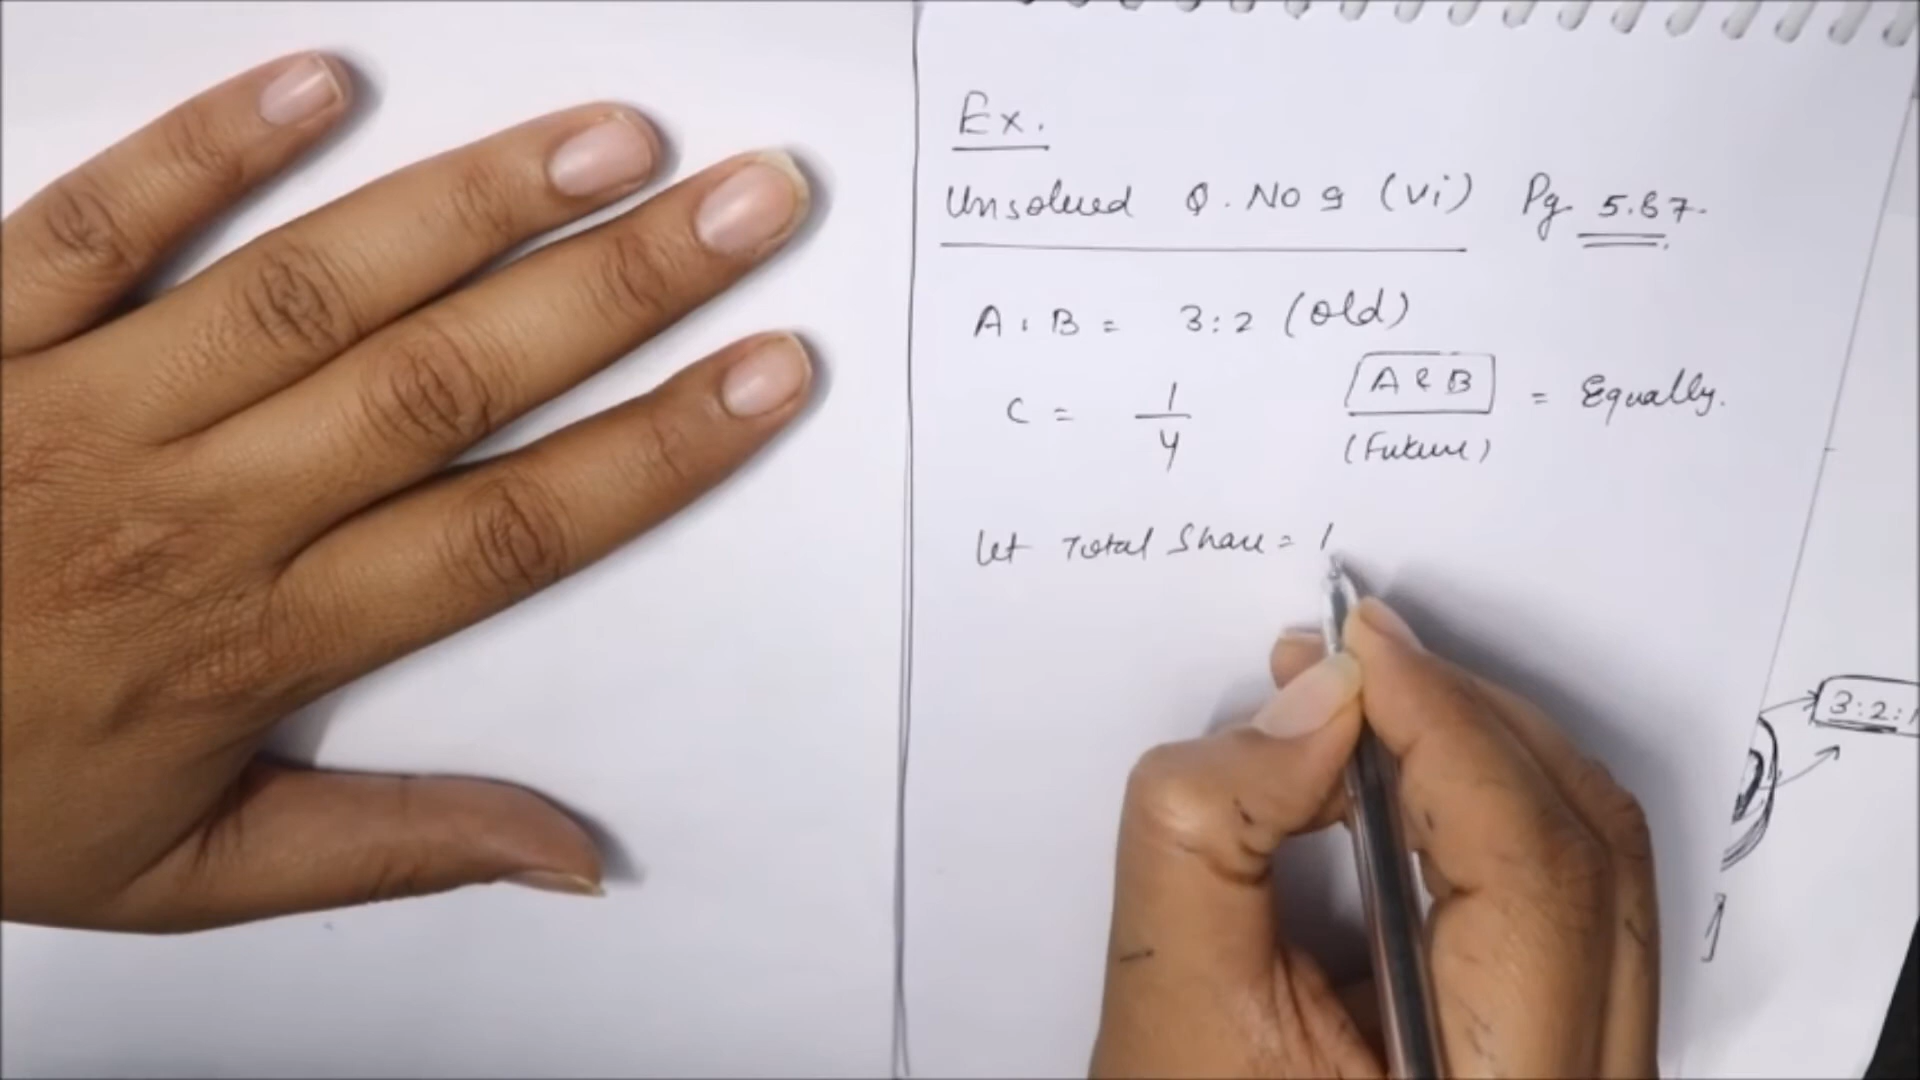 Ex.
Unsolved Q. No 9 (vi) Pg 5.67.
A : B = 3:2 (old)
C = 1/4 A & B = Equally.
(Future)
let Total Share = 1
3:2:1